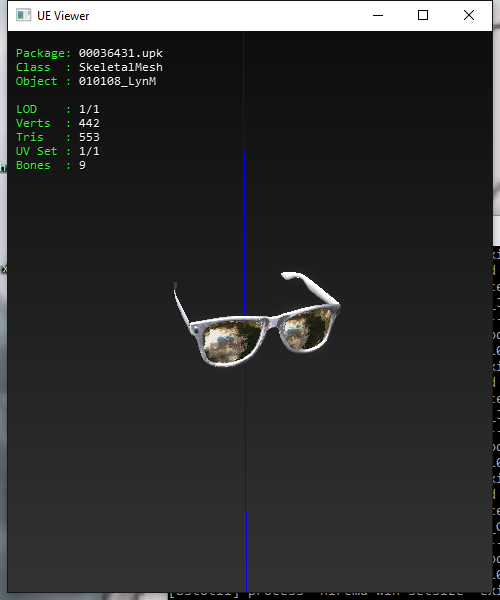 UE Viewer
Package: 00036431.upk
Class : SkeletalMesh
Object : 010108_LynM
LOD : 1/1
Verts : 442
Tris : 553
UV Set : 1/1
Bones : 9